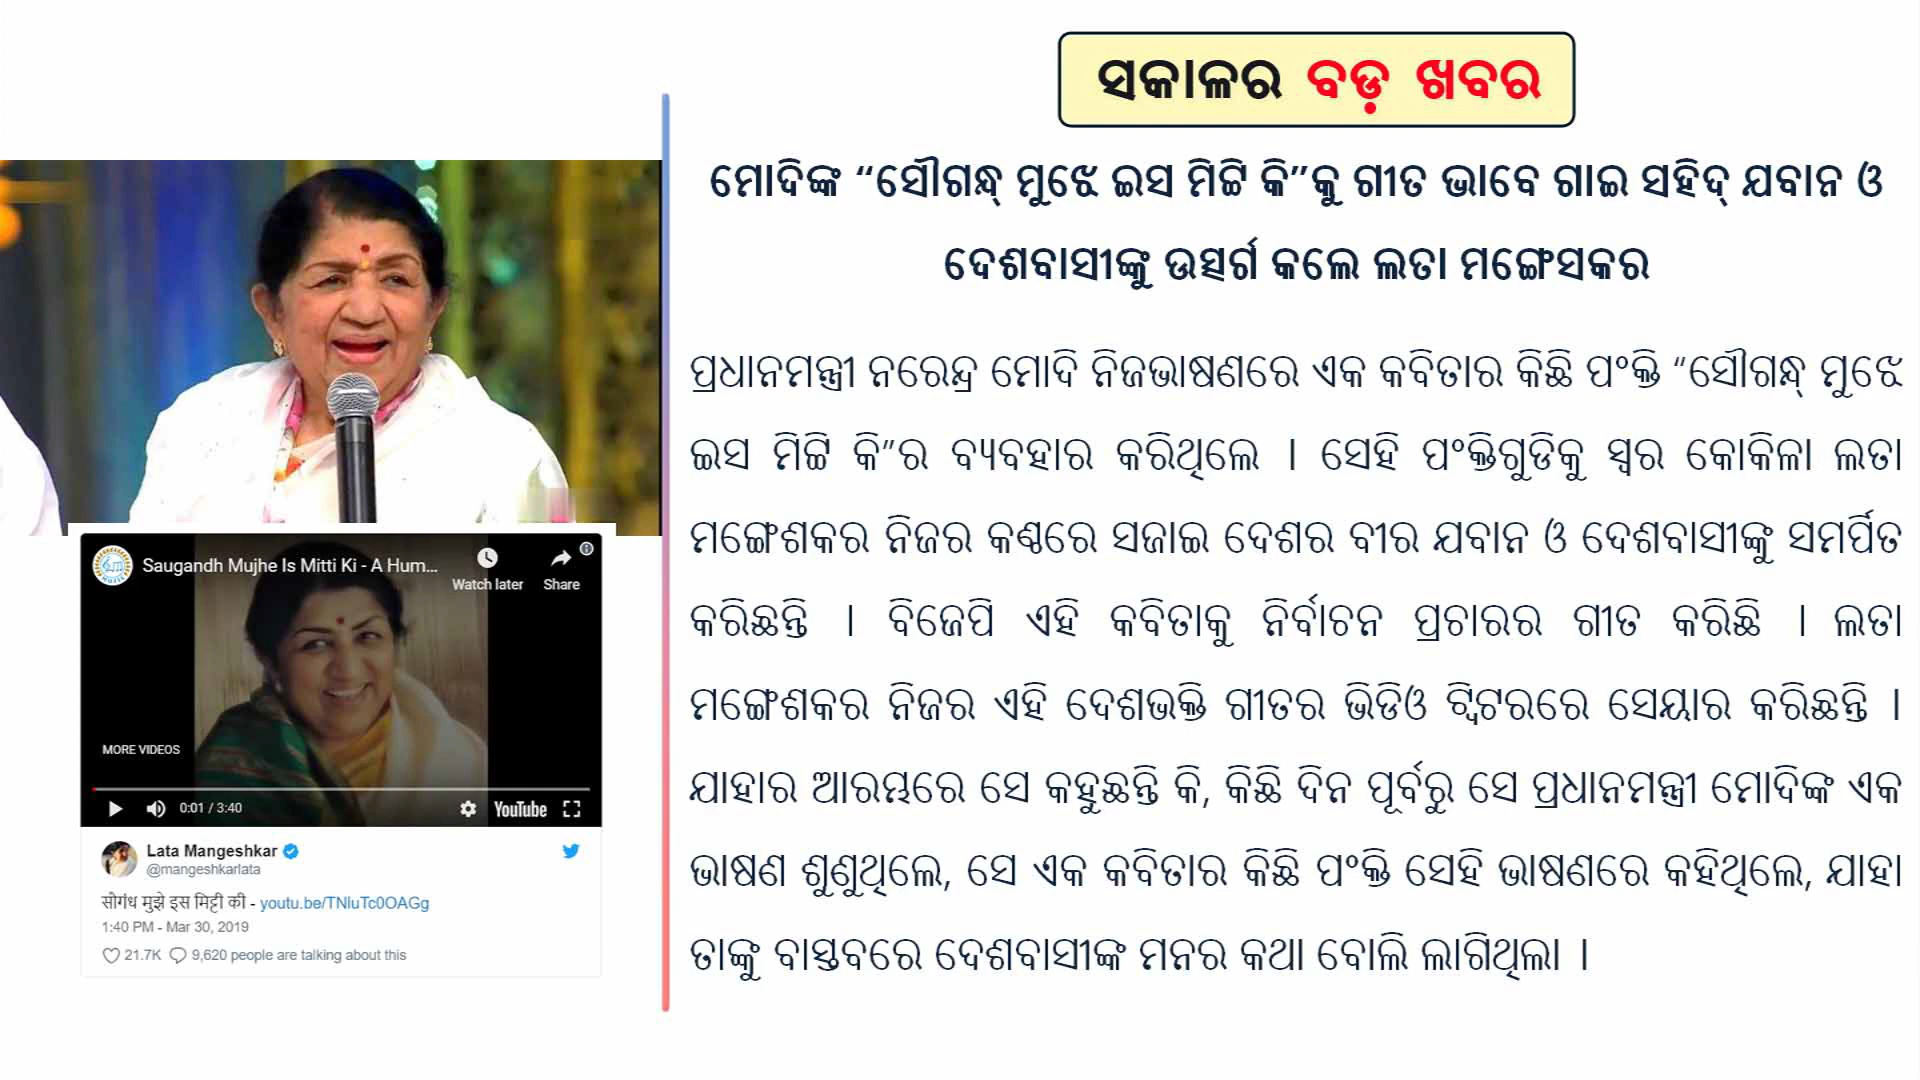 ସକାଳର ବଡ଼ ଖବର
ମୋଦିଙ୍କ “ସୌଗନ୍ଧ୍ ମୁଝେ ଇସ ମିଟ୍ଟି କି”କୁ ଗୀତ ଭାବେ ଗାଇ ସହିଦ୍ ଯବାନ ଓ
ଦେଶବାସୀଙ୍କୁ ଉତ୍ସର୍ଗ କଲେ ଲତା ମଙ୍ଗେସକର
ପ୍ରଧାନମନ୍ତ୍ରୀ ନରେନ୍ଦ୍ର ମୋଦି ନିଜଭାଷଣରେ ଏକ କବିତାର କିଛି ପଂକ୍ତି “ସୌଗନ୍ଧ୍ ମୁଝେ
ଇସ ମିଟ୍ଟି କି”ର ବ୍ୟବହାର କରିଥିଲେ । ସେହି ପଂକ୍ତିଗୁଡିକୁ ସ୍ୱର କୋକିଳା ଲତା
ମଙ୍ଗେଶକର ନିଜର କଣ୍ଠରେ ସଜାଇ ଦେଶର ବୀର ଯବାନ ଓ ଦେଶବାସୀଙ୍କୁ ସମର୍ପିତ
କରିଛନ୍ତି । ବିଜେପି ଏହି କବିତାକୁ ନିର୍ବାଚନ ପ୍ରଚାରର ଗୀତ କରିଛି । ଲତା
ମଙ୍ଗେଶକର ନିଜର ଏହି ଦେଶଭକ୍ତି ଗୀତର ଭିଡିଓ ଟ୍ୱିଟରରେ ସେୟାର କରିଛନ୍ତି ।
ଯାହାର ଆରମ୍ଭରେ ସେ କହୁଛନ୍ତି କି, କିଛି ଦିନ ପୂର୍ବରୁ ସେ ପ୍ରଧାନମନ୍ତ୍ରୀ ମୋଦିଙ୍କ ଏକ
ଭାଷଣ ଶୁଣୁଥିଲେ, ସେ ଏକ କବିତାର କିଛି ପଂକ୍ତି ସେହି ଭାଷଣରେ କହିଥିଲେ, ଯାହା
ତାଙ୍କୁ ବାସ୍ତବରେ ଦେଶବାସୀଙ୍କ ମନର କଥା ବୋଲି ଲାଗିଥିଲା ।
Saugandh Mujhe Is Mitti Ki - A Hum...
Watch later Share
MORE VIDEOS
0:01 / 3:40 YouTube
Lata Mangeshkar
@mangeshkarlata
सौगंध मुझे इस मिट्टी की - youtu.be/TNluTc0OAGg
1:40 PM - Mar 30, 2019
21.7K 9,620 people are talking about this